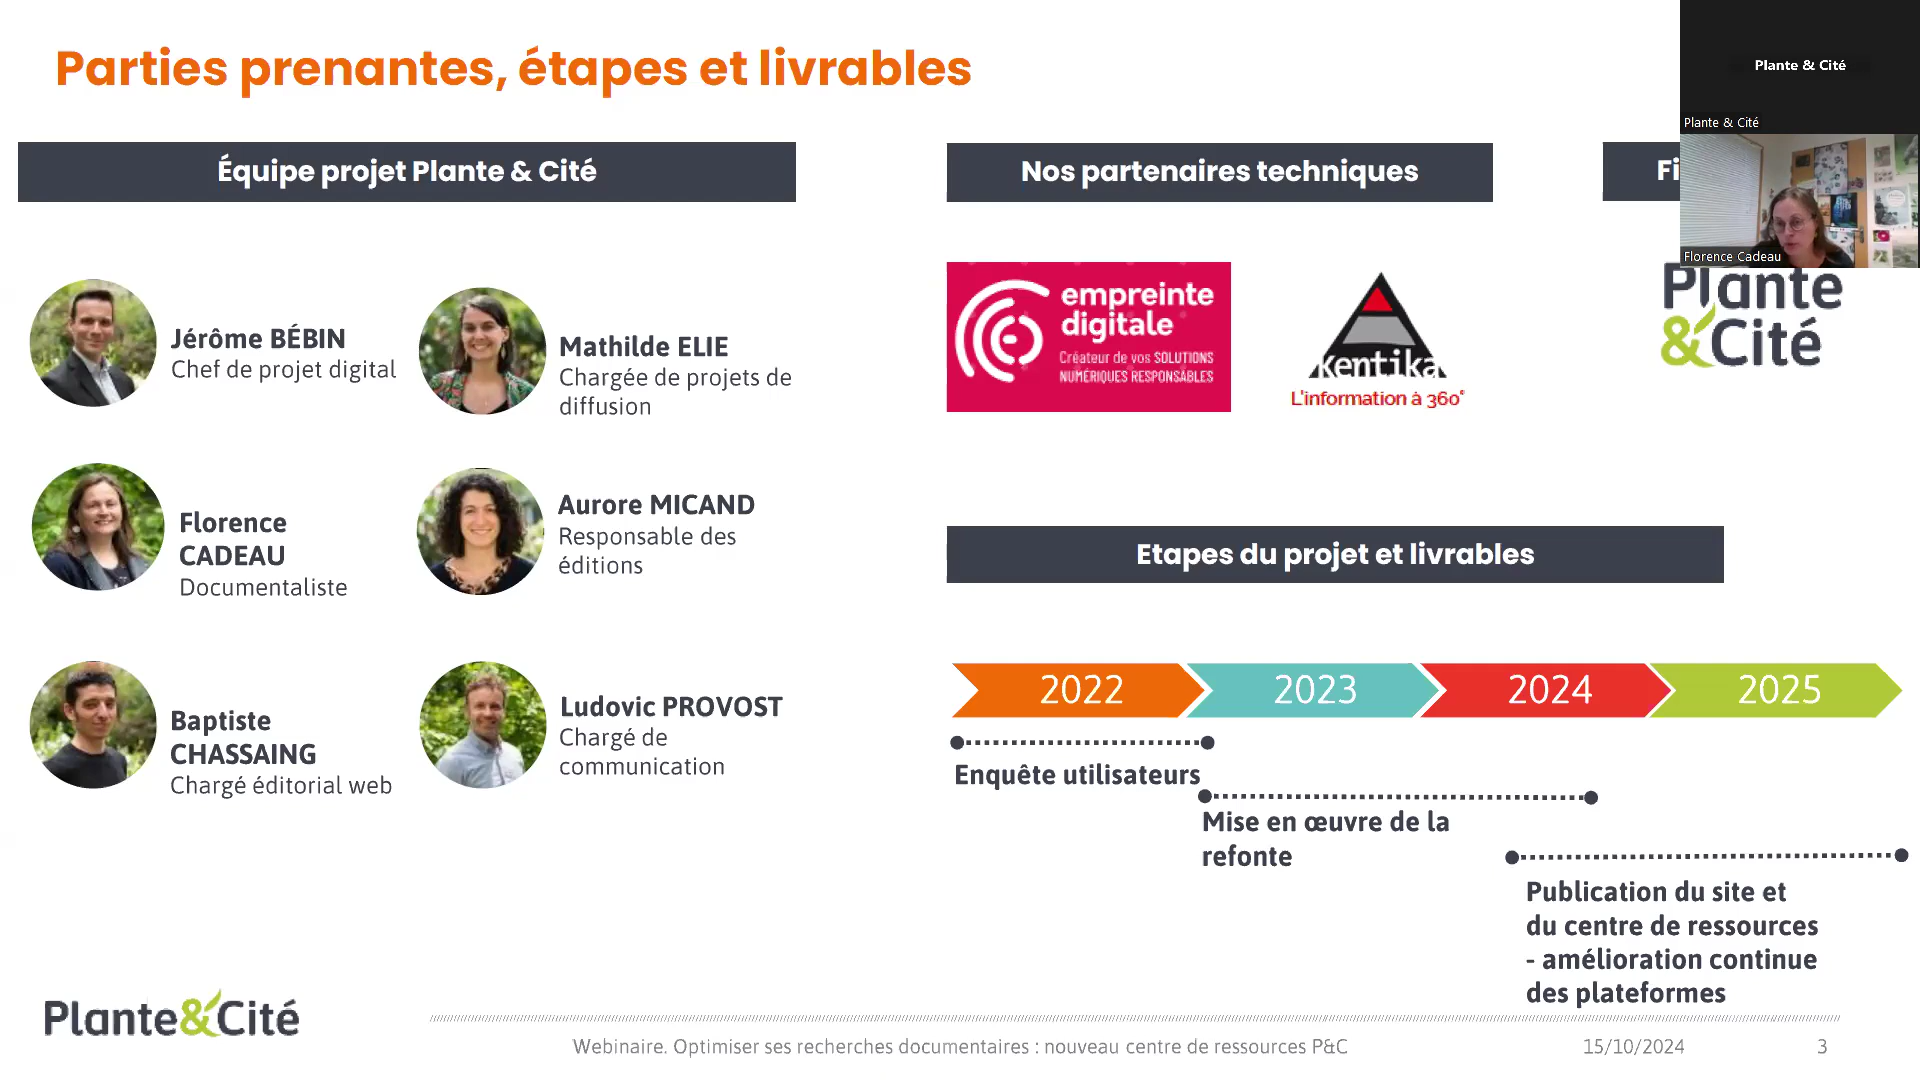 Parties prenantes, étapes et livrables
Plante & Cité
Plante & Cité
Florence Cadeau
Équipe projet Plante & Cité
Jérôme BÉBIN
Chef de projet digital
Mathilde ELIE
Chargée de projets de
diffusion
Florence
CADEAU
Documentaliste
Aurore MICAND
Responsable des
éditions
Baptiste
CHASSAING
Chargé éditorial web
Ludovic PROVOST
Chargé de
communication
Nos partenaires techniques
empreinte
digitale
Créateur de vos SOLUTIONS
NUMÉRIQUES RESPONSABLES
kentika
L'information à 360°
Plante
&Cité
Etapes du projet et livrables
2022
2023
2024
2025
Enquête utilisateurs
Mise en œuvre de la
refonte
Publication du site et
du centre de ressources
- amélioration continue
des plateformes
Plante&Cité
Webinaire. Optimiser ses recherches documentaires : nouveau centre de ressources P&C
15/10/2024
3